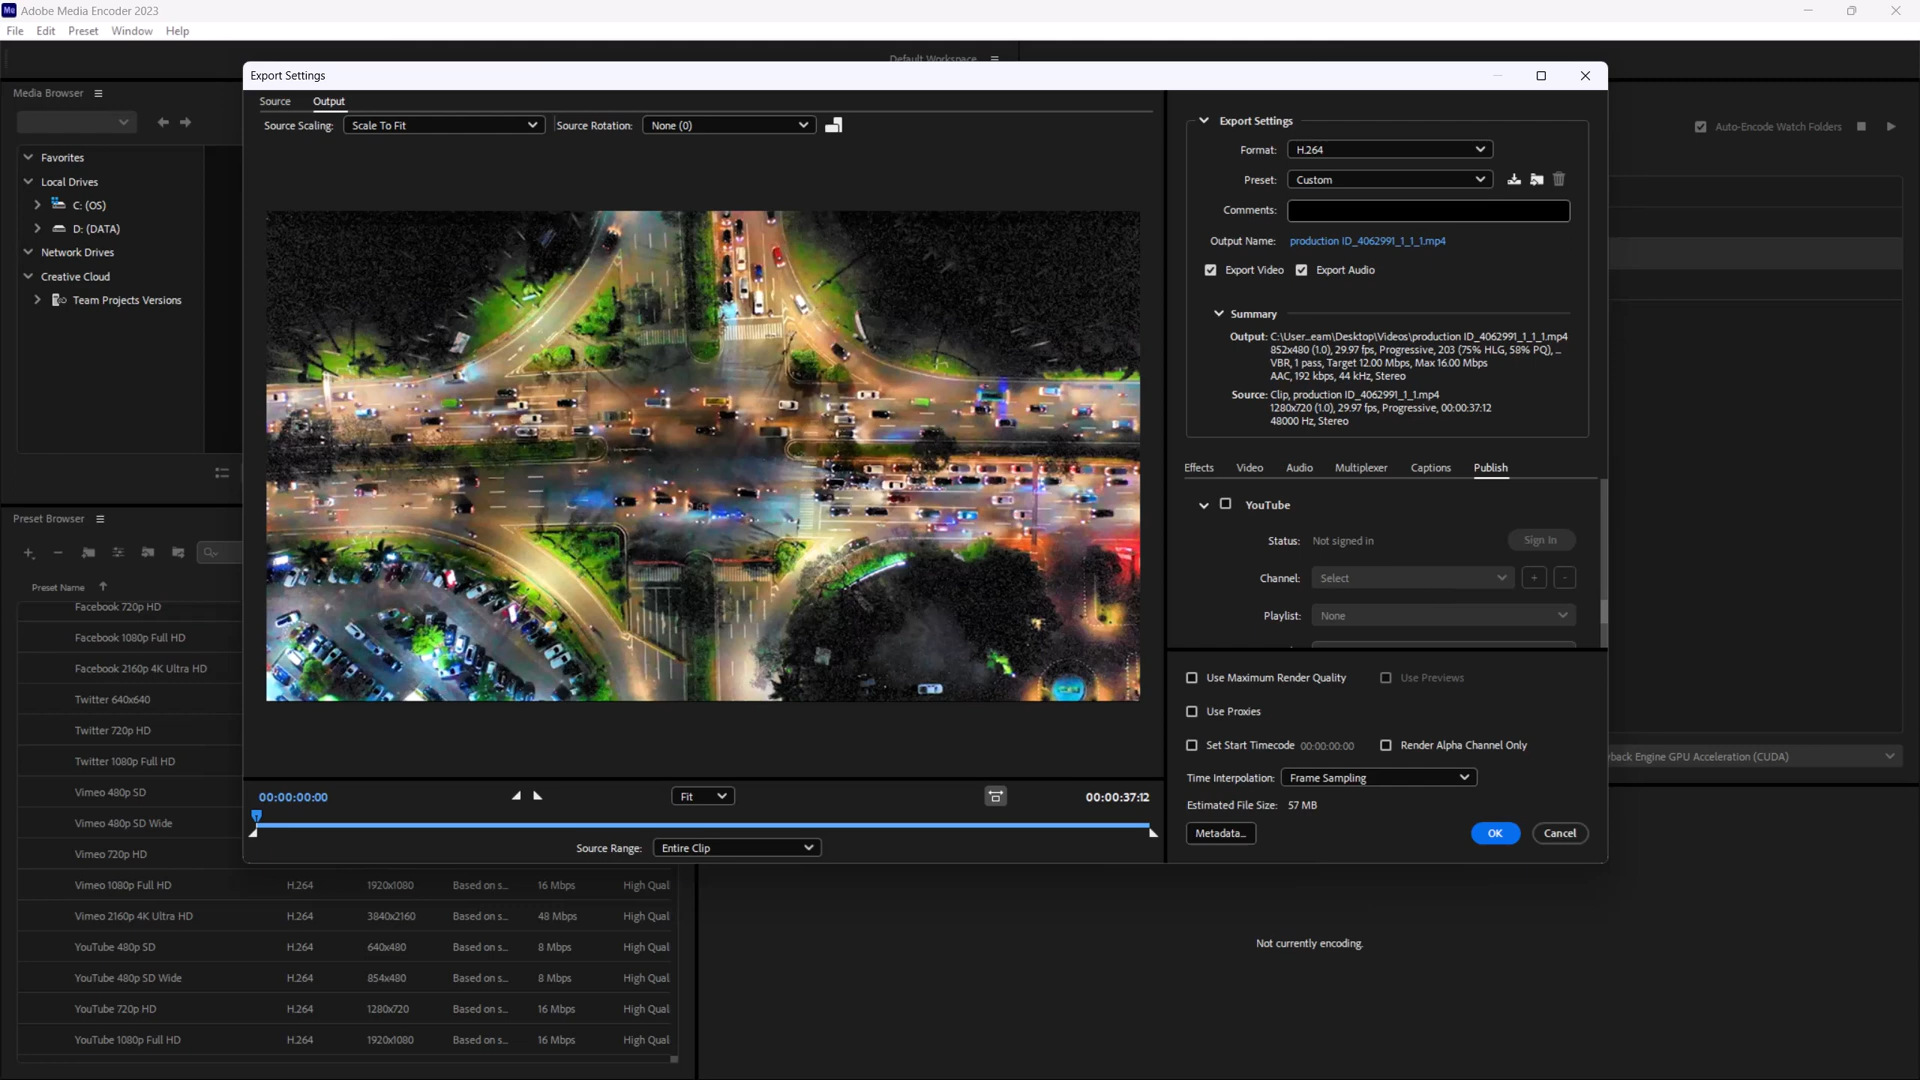 Me Adobe Media Encoder 2023
File Edit Preset Window Help
Default Workspace
Media Browser
Favorites
Local Drives
C: (OS)
D: (DATA)
Network Drives
Creative Cloud
Team Projects Versions
Preset Browser
Preset Name
Facebook 720p HD
Facebook 1080p Full HD
Facebook 2160p 4K Ultra HD
Twitter 640x640
Twitter 720p HD
Twitter 1080p Full HD
Vimeo 480p SD
Vimeo 480p SD Wide
Vimeo 720p HD
Vimeo 1080p Full HD H.264 1920x1080 Based on s... 16 Mbps High Qual
Vimeo 2160p 4K Ultra HD H.264 3840x2160 Based on s... 48 Mbps High Qual
YouTube 480p SD H.264 640x480 Based on s... 8 Mbps High Qual
YouTube 480p SD Wide H.264 854x480 Based on s... 8 Mbps High Qual
YouTube 720p HD H.264 1280x720 Based on s... 16 Mbps High Qual
YouTube 1080p Full HD H.264 1920x1080 Based on s... 16 Mbps High Qual
Export Settings
Source Output
Source Scaling: Scale To Fit Source Rotation: None (0)
00:00:00:00 Fit 00:00:37:12
Source Range: Entire Clip
Export Settings
Format: H.264
Preset: Custom
Comments:
Output Name: production ID_4062991_1_1_1.mp4
Export Video Export Audio
Summary
Output: C:\User...eam\Desktop\Videos\production ID_4062991_1_1_1.mp4
852x480 (1.0), 29.97 fps, Progressive, 203 (75% HLG, 58% PQ), ...
VBR, 1 pass, Target 12.00 Mbps, Max 16.00 Mbps
AAC, 192 kbps, 44 kHz, Stereo
Source: Clip, production ID_4062991_1_1.mp4
1280x720 (1.0), 29.97 fps, Progressive, 00:00:37:12
48000 Hz, Stereo
Effects Video Audio Multiplexer Captions Publish
YouTube
Status: Not signed in Sign In
Channel: Select + -
Playlist: None
Use Maximum Render Quality Use Previews
Use Proxies
Set Start Timecode 00:00:00:00 Render Alpha Channel Only
Time Interpolation: Frame Sampling
Estimated File Size: 57 MB
Metadata... OK Cancel
Auto-Encode Watch Folders
yback Engine GPU Acceleration (CUDA)
Not currently encoding.